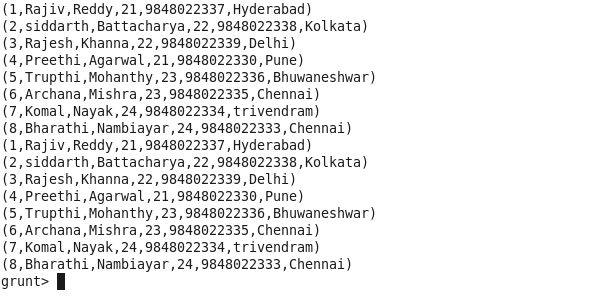 (1,Rajiv,Reddy,21,9848022337,Hyderabad)
(2,siddarth,Battacharya,22,9848022338,Kolkata)
(3,Rajesh,Khanna,22,9848022339,Delhi)
(4,Preethi,Agarwal,21,9848022330,Pune)
(5,Trupthi,Mohanthy,23,9848022336,Bhuwaneshwar)
(6,Archana,Mishra,23,9848022335,Chennai)
(7,Komal,Nayak,24,9848022334,trivendram)
(8,Bharathi,Nambiayar,24,9848022333,Chennai)
(1,Rajiv,Reddy,21,9848022337,Hyderabad)
(2,siddarth,Battacharya,22,9848022338,Kolkata)
(3,Rajesh,Khanna,22,9848022339,Delhi)
(4,Preethi,Agarwal,21,9848022330,Pune)
(5,Trupthi,Mohanthy,23,9848022336,Bhuwaneshwar)
(6,Archana,Mishra,23,9848022335,Chennai)
(7,Komal,Nayak,24,9848022334,trivendram)
(8,Bharathi,Nambiayar,24,9848022333,Chennai)
grunt>